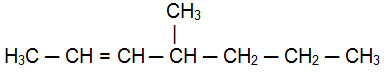 CH₃
H₃C – CH = CH – CH – CH₂ – CH₂ – CH₃